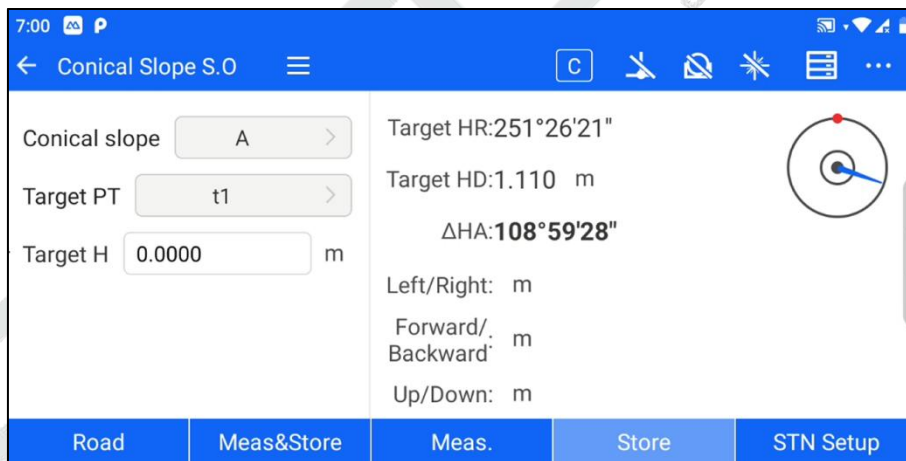 7:00
Conical Slope S.O
C
Conical slope A
Target PT t1
Target H 0.0000 m
Target HR:251°26'21"
Target HD:1.110 m
ΔHA:108°59'28"
Left/Right: m
Forward/
Backward: m
Up/Down: m
Road Meas&Store Meas. Store STN Setup